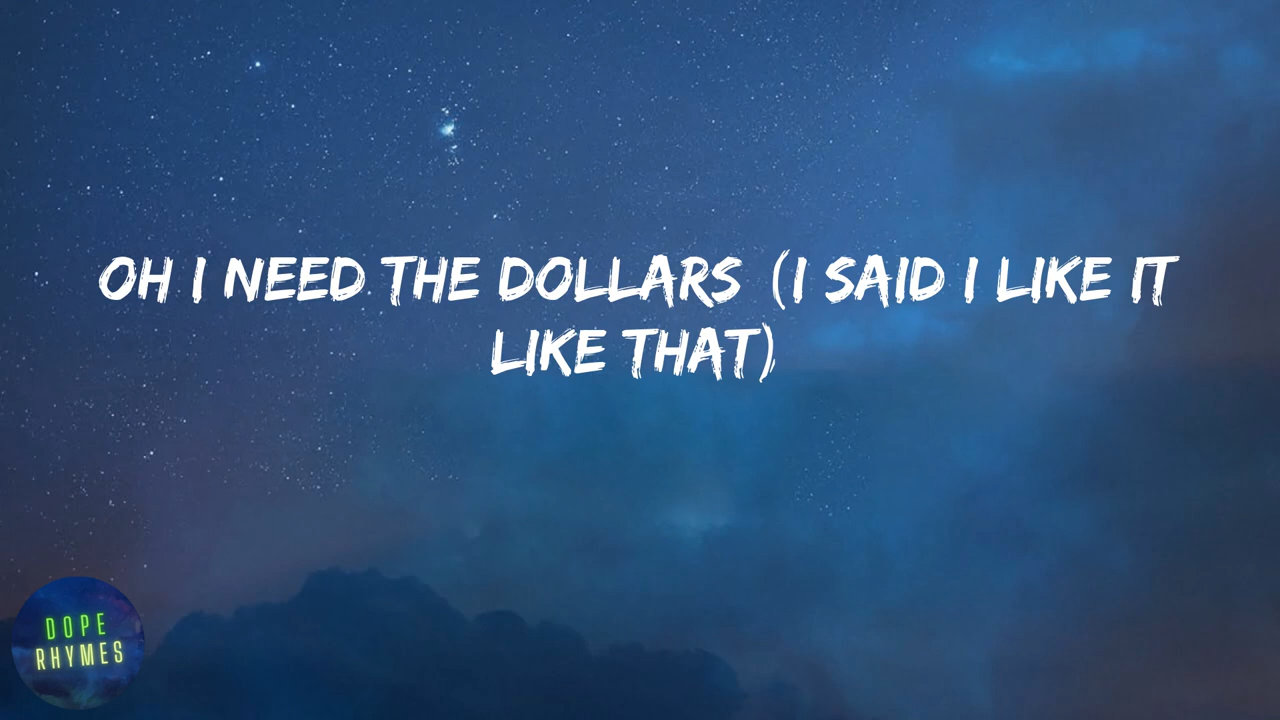 OH I NEED THE DOLLARS (I SAID I LIKE IT
LIKE THAT)
DOPE
RHYMES